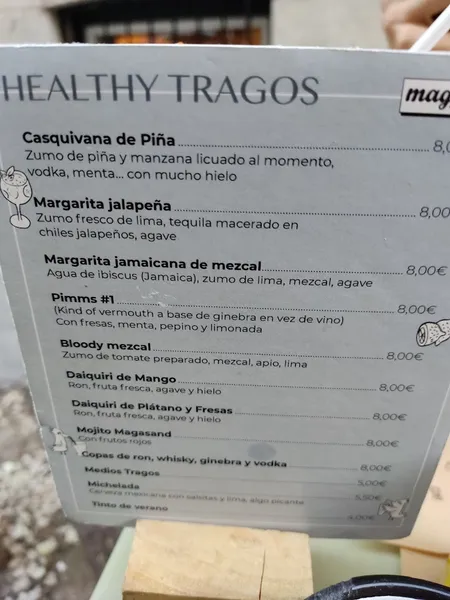 HEALTHY TRAGOS
mag
Casquivana de Piña 8,0
Zumo de piña y manzana licuado al momento,
vodka, menta... con mucho hielo
Margarita jalapeña 8,00
Zumo fresco de lima, tequila macerado en
chiles jalapeños, agave
Margarita jamaicana de mezcal 8,00€
Agua de ibiscus (Jamaica), zumo de lima, mezcal, agave
Pimms #1 8,00€
(Kind of vermouth a base de ginebra en vez de vino)
Con fresas, menta, pepino y limonada
Bloody mezcal 8,00€
Zumo de tomate preparado, mezcal, apio, lima
Daiquiri de Mango 8,00€
Ron, fruta fresca, agave y hielo
Daiquiri de Plátano y Fresas 8,00€
Ron, fruta fresca, agave y hielo
Mojito Magasand 8,00€
Con frutos rojos
Copas de ron, whisky, ginebra y vodka 8,00€
Medios Tragos 5,00€
Michelada 5,50€
Cerveza mexicana con salsitas y lima, algo picante
Tinto de verano 4,00€